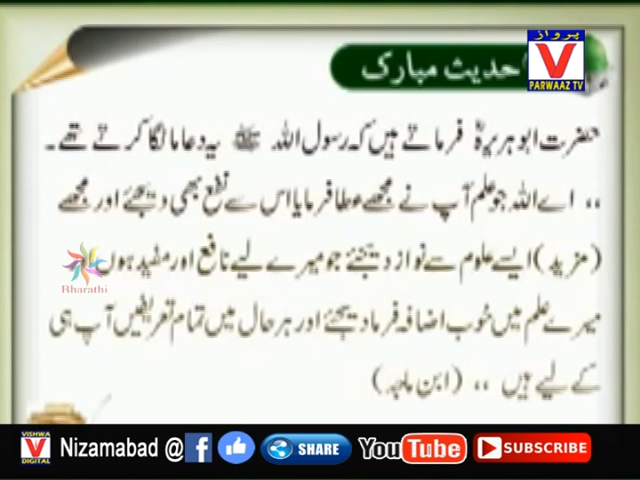 پرواز
V
PARWAAZ TV
احدیث مبارک
حضرت ابوہریرہؓ فرماتے ہیں کہ رسول اللہ ﷺ یہ دعا مانگا کرتے تھے۔
،، اے اللہ جو علم آپ نے مجھے عطا فرمایا اس سے نفع بھی دیجئے اور مجھے
(مزید) ایسے علوم سے نواز دیجئے جو میرے لیے نافع اور مفید ہوں
Bharathi
میرے علم میں خوب اضافہ فرما دیجئے اور ہر حال میں تمام تعریفیں آپ ہی
کے لیے ہیں ،، (ابن ماجہ)
VISHWA
V
DIGITAL
Nizamabad @ f SHARE YouTube SUBSCRIBE